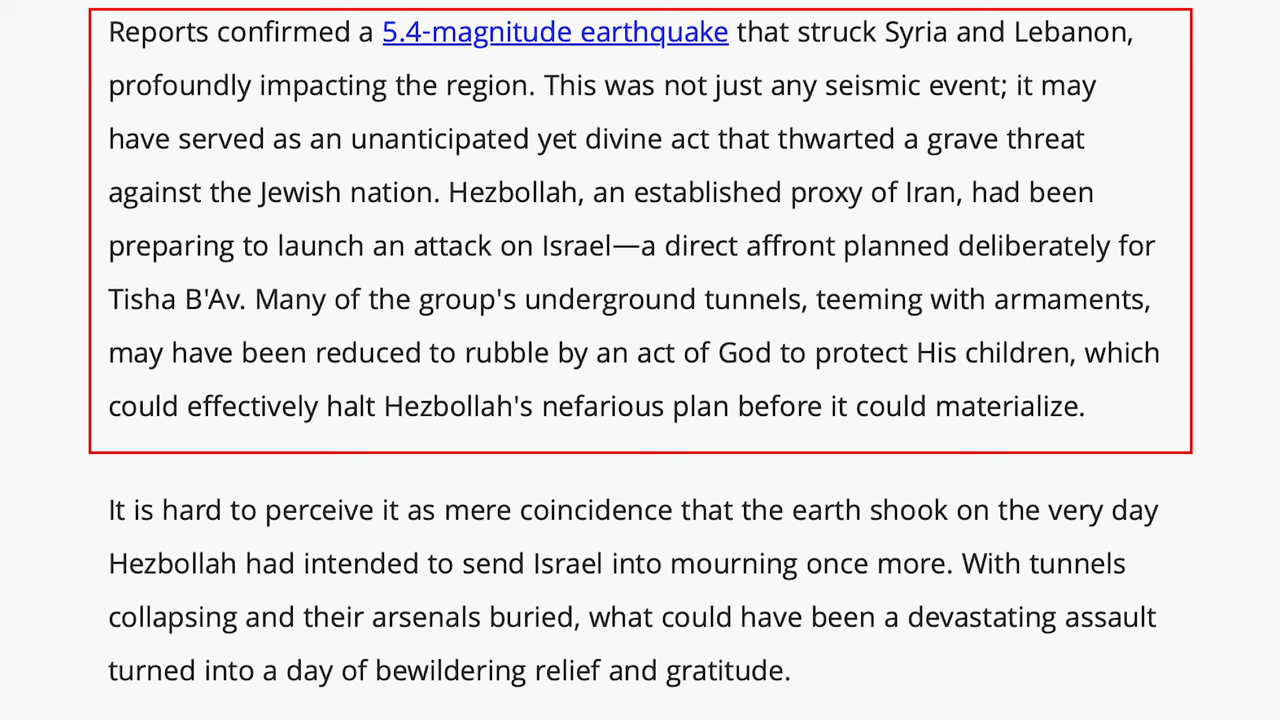 Reports confirmed a 5.4-magnitude earthquake that struck Syria and Lebanon,
profoundly impacting the region. This was not just any seismic event; it may
have served as an unanticipated yet divine act that thwarted a grave threat
against the Jewish nation. Hezbollah, an established proxy of Iran, had been
preparing to launch an attack on Israel—a direct affront planned deliberately for
Tisha B'Av. Many of the group's underground tunnels, teeming with armaments,
may have been reduced to rubble by an act of God to protect His children, which
could effectively halt Hezbollah's nefarious plan before it could materialize.
It is hard to perceive it as mere coincidence that the earth shook on the very day
Hezbollah had intended to send Israel into mourning once more. With tunnels
collapsing and their arsenals buried, what could have been a devastating assault
turned into a day of bewildering relief and gratitude.